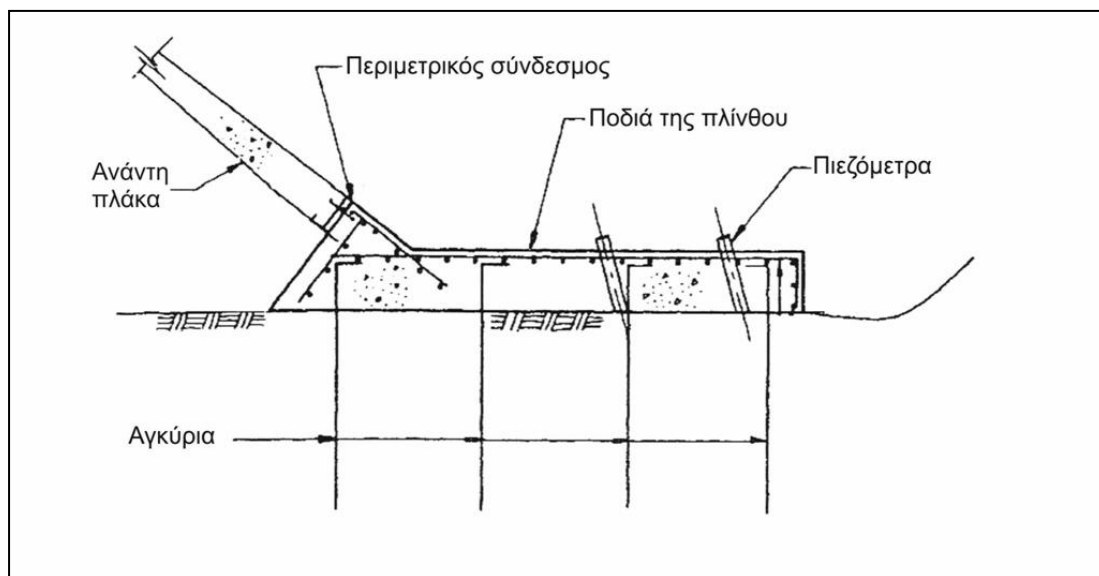 Περιμετρικός σύνδεσμος
Ποδιά της πλίνθου
Πιεζόμετρα
Ανάντη
πλάκα
Αγκύρια